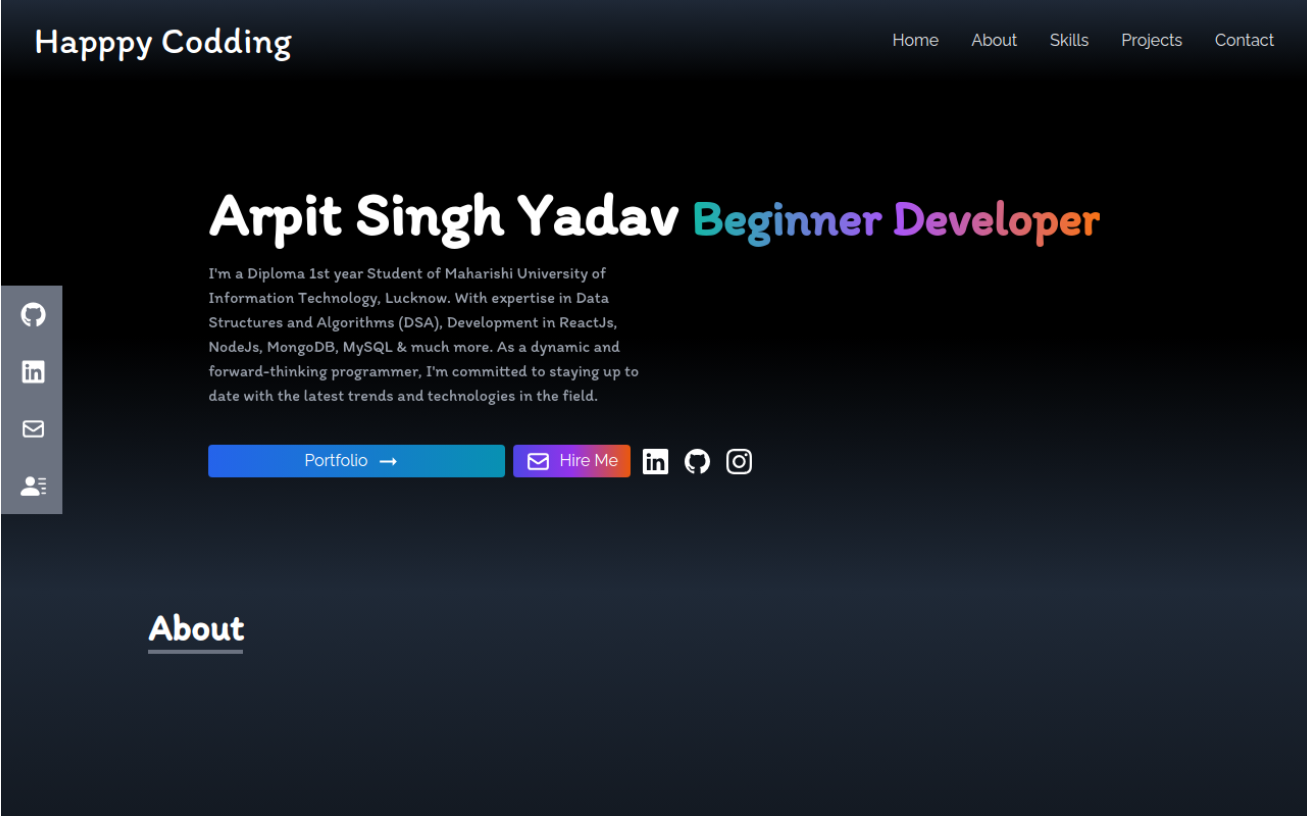 Happpy Codding
Home About Skills Projects Contact
Arpit Singh Yadav Beginner Developer
I'm a Diploma 1st year Student of Maharishi University of
Information Technology, Lucknow. With expertise in Data
Structures and Algorithms (DSA), Development in ReactJs,
NodeJs, MongoDB, MySQL & much more. As a dynamic and
forward-thinking programmer, I'm committed to staying up to
date with the latest trends and technologies in the field.
Portfolio → Hire Me
About